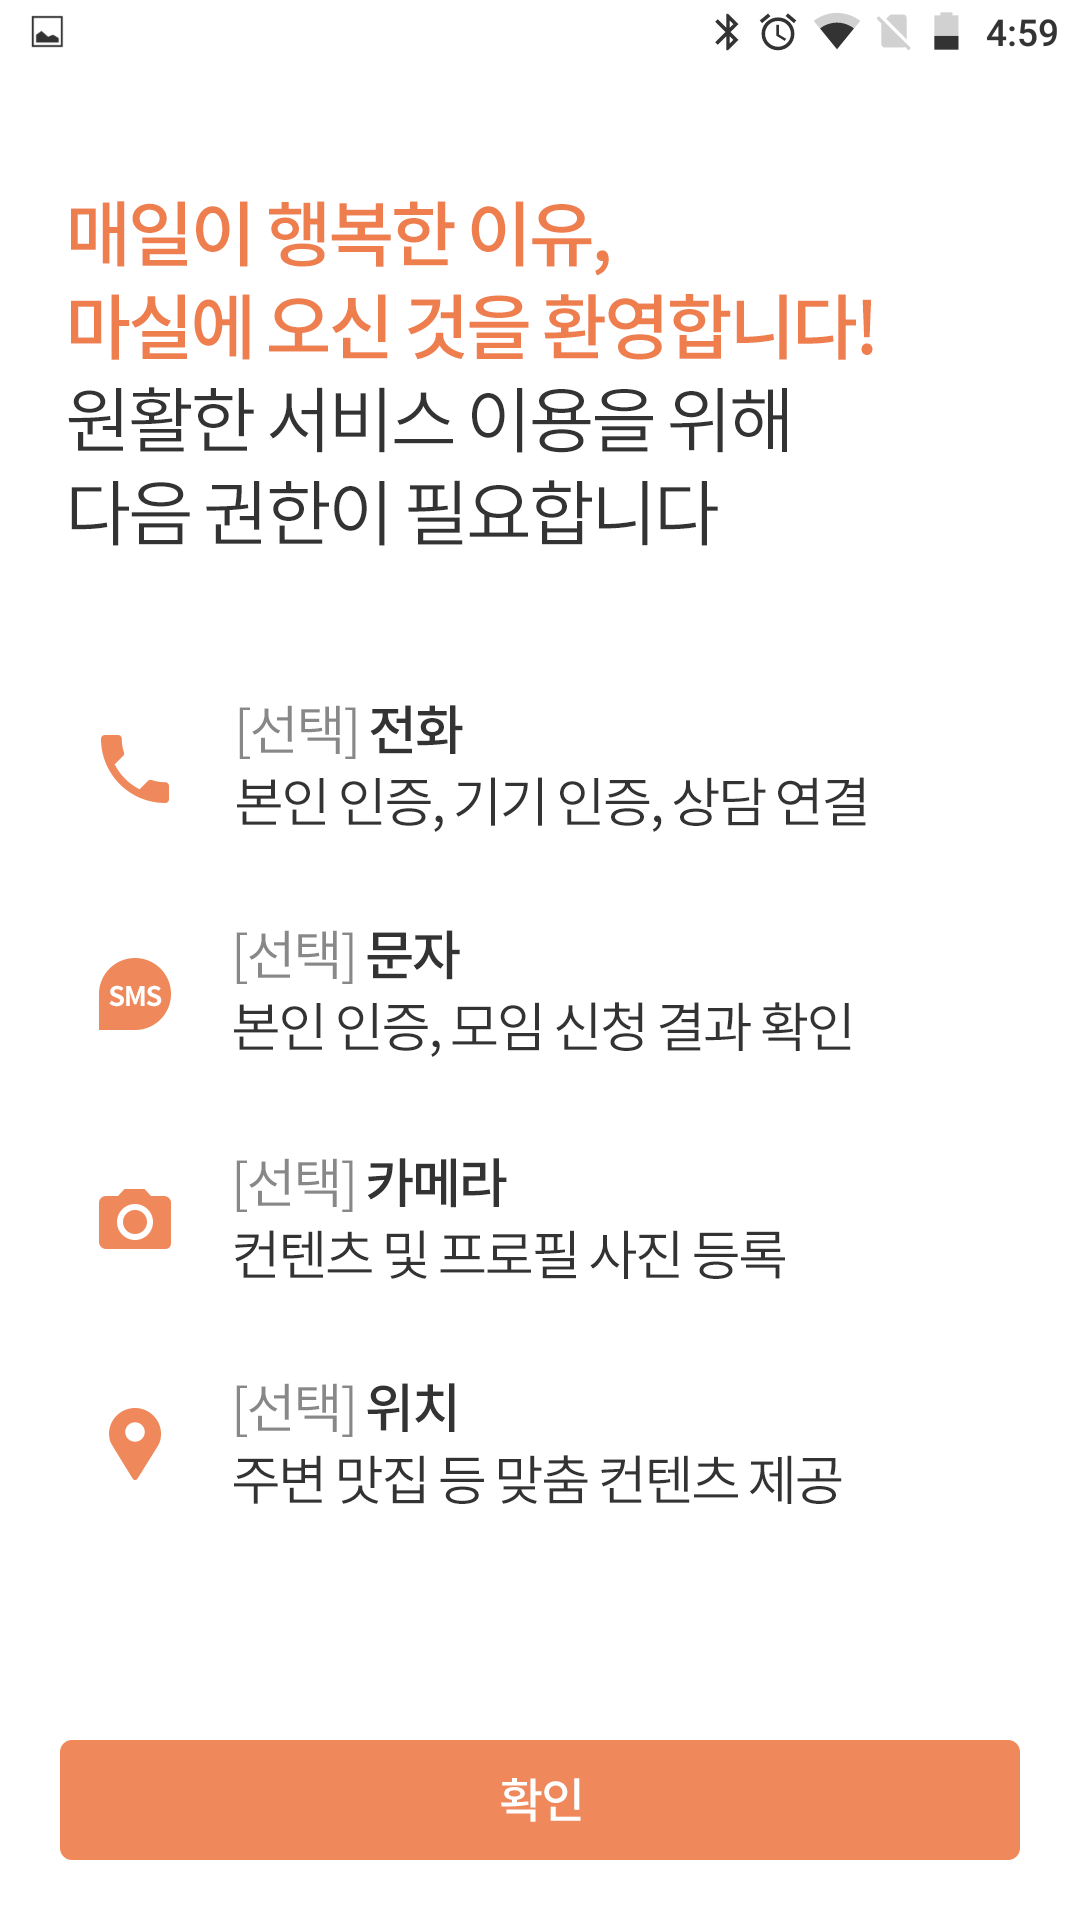 4:59
매일이 행복한 이유,
마실에 오신 것을 환영합니다!
원활한 서비스 이용을 위해
다음 권한이 필요합니다
[선택] 전화
본인 인증, 기기 인증, 상담 연결
SMS
[선택] 문자
본인 인증, 모임 신청 결과 확인
[선택] 카메라
컨텐츠 및 프로필 사진 등록
[선택] 위치
주변 맛집 등 맞춤 컨텐츠 제공
확인